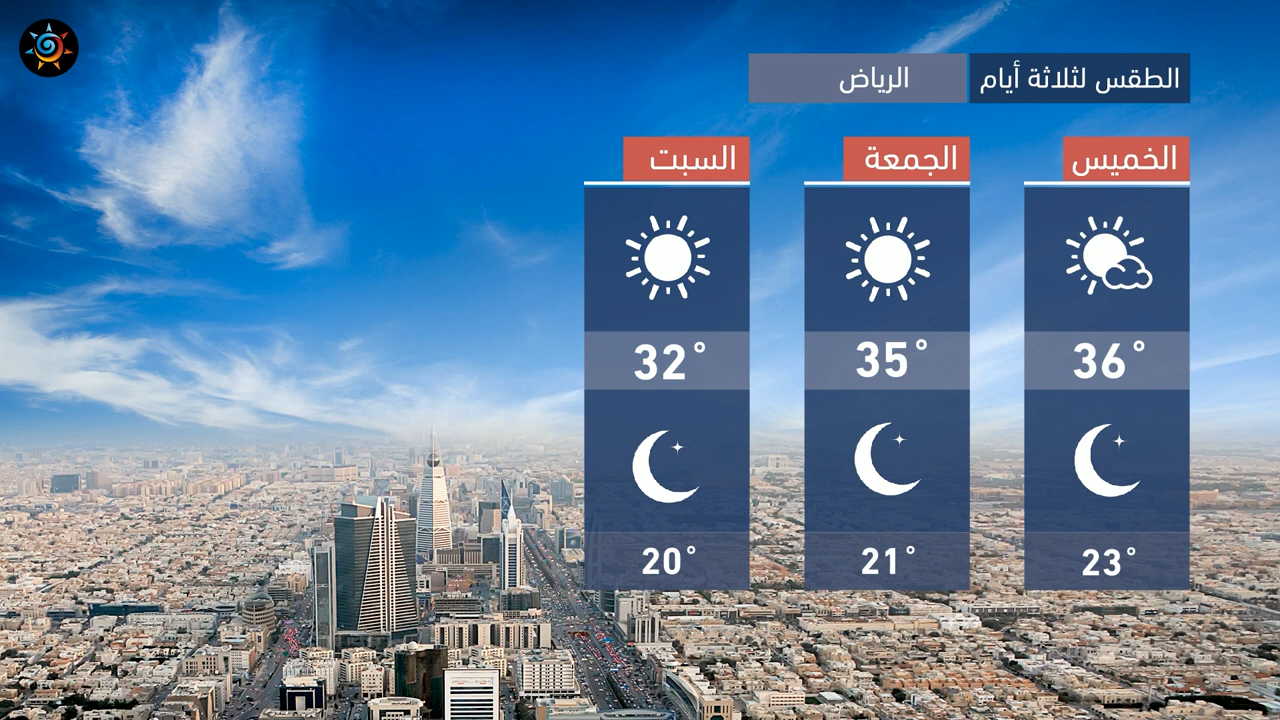 الطقس لثلاثة أيام
الرياض
الخميس
الجمعة
السبت
36°
35°
32°
23°
21°
20°